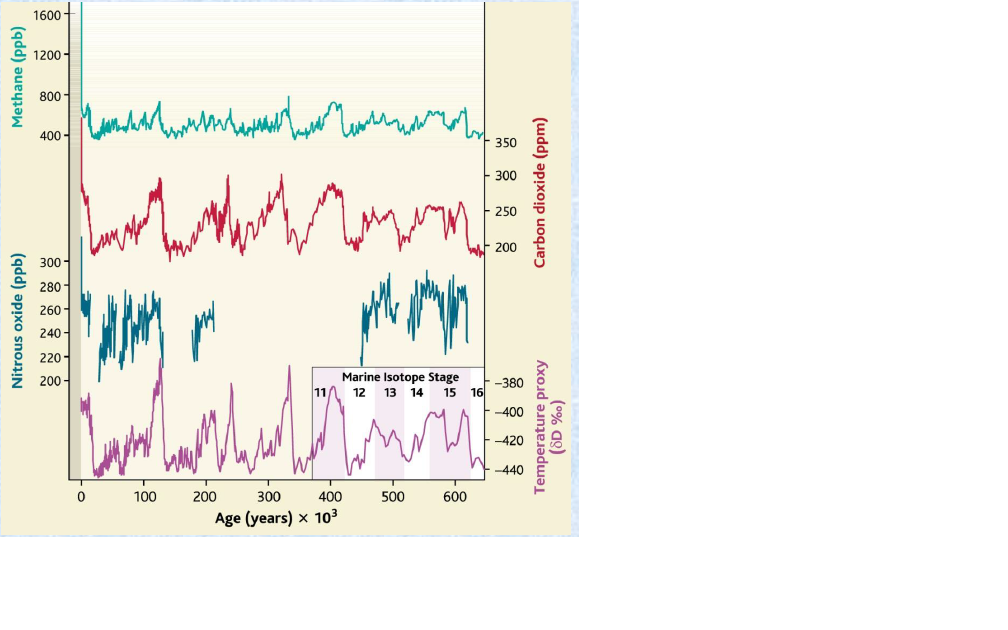 Methane (ppb)
1600
1200
800
400
Carbon dioxide (ppm)
350
300
250
200
Nitrous oxide (ppb)
300
280
260
240
220
200
Marine Isotope Stage
11 12 13 14 15 16
Temperature proxy
(δD ‰)
–380
–400
–420
–440
0 100 200 300 400 500 600
Age (years) × 10³